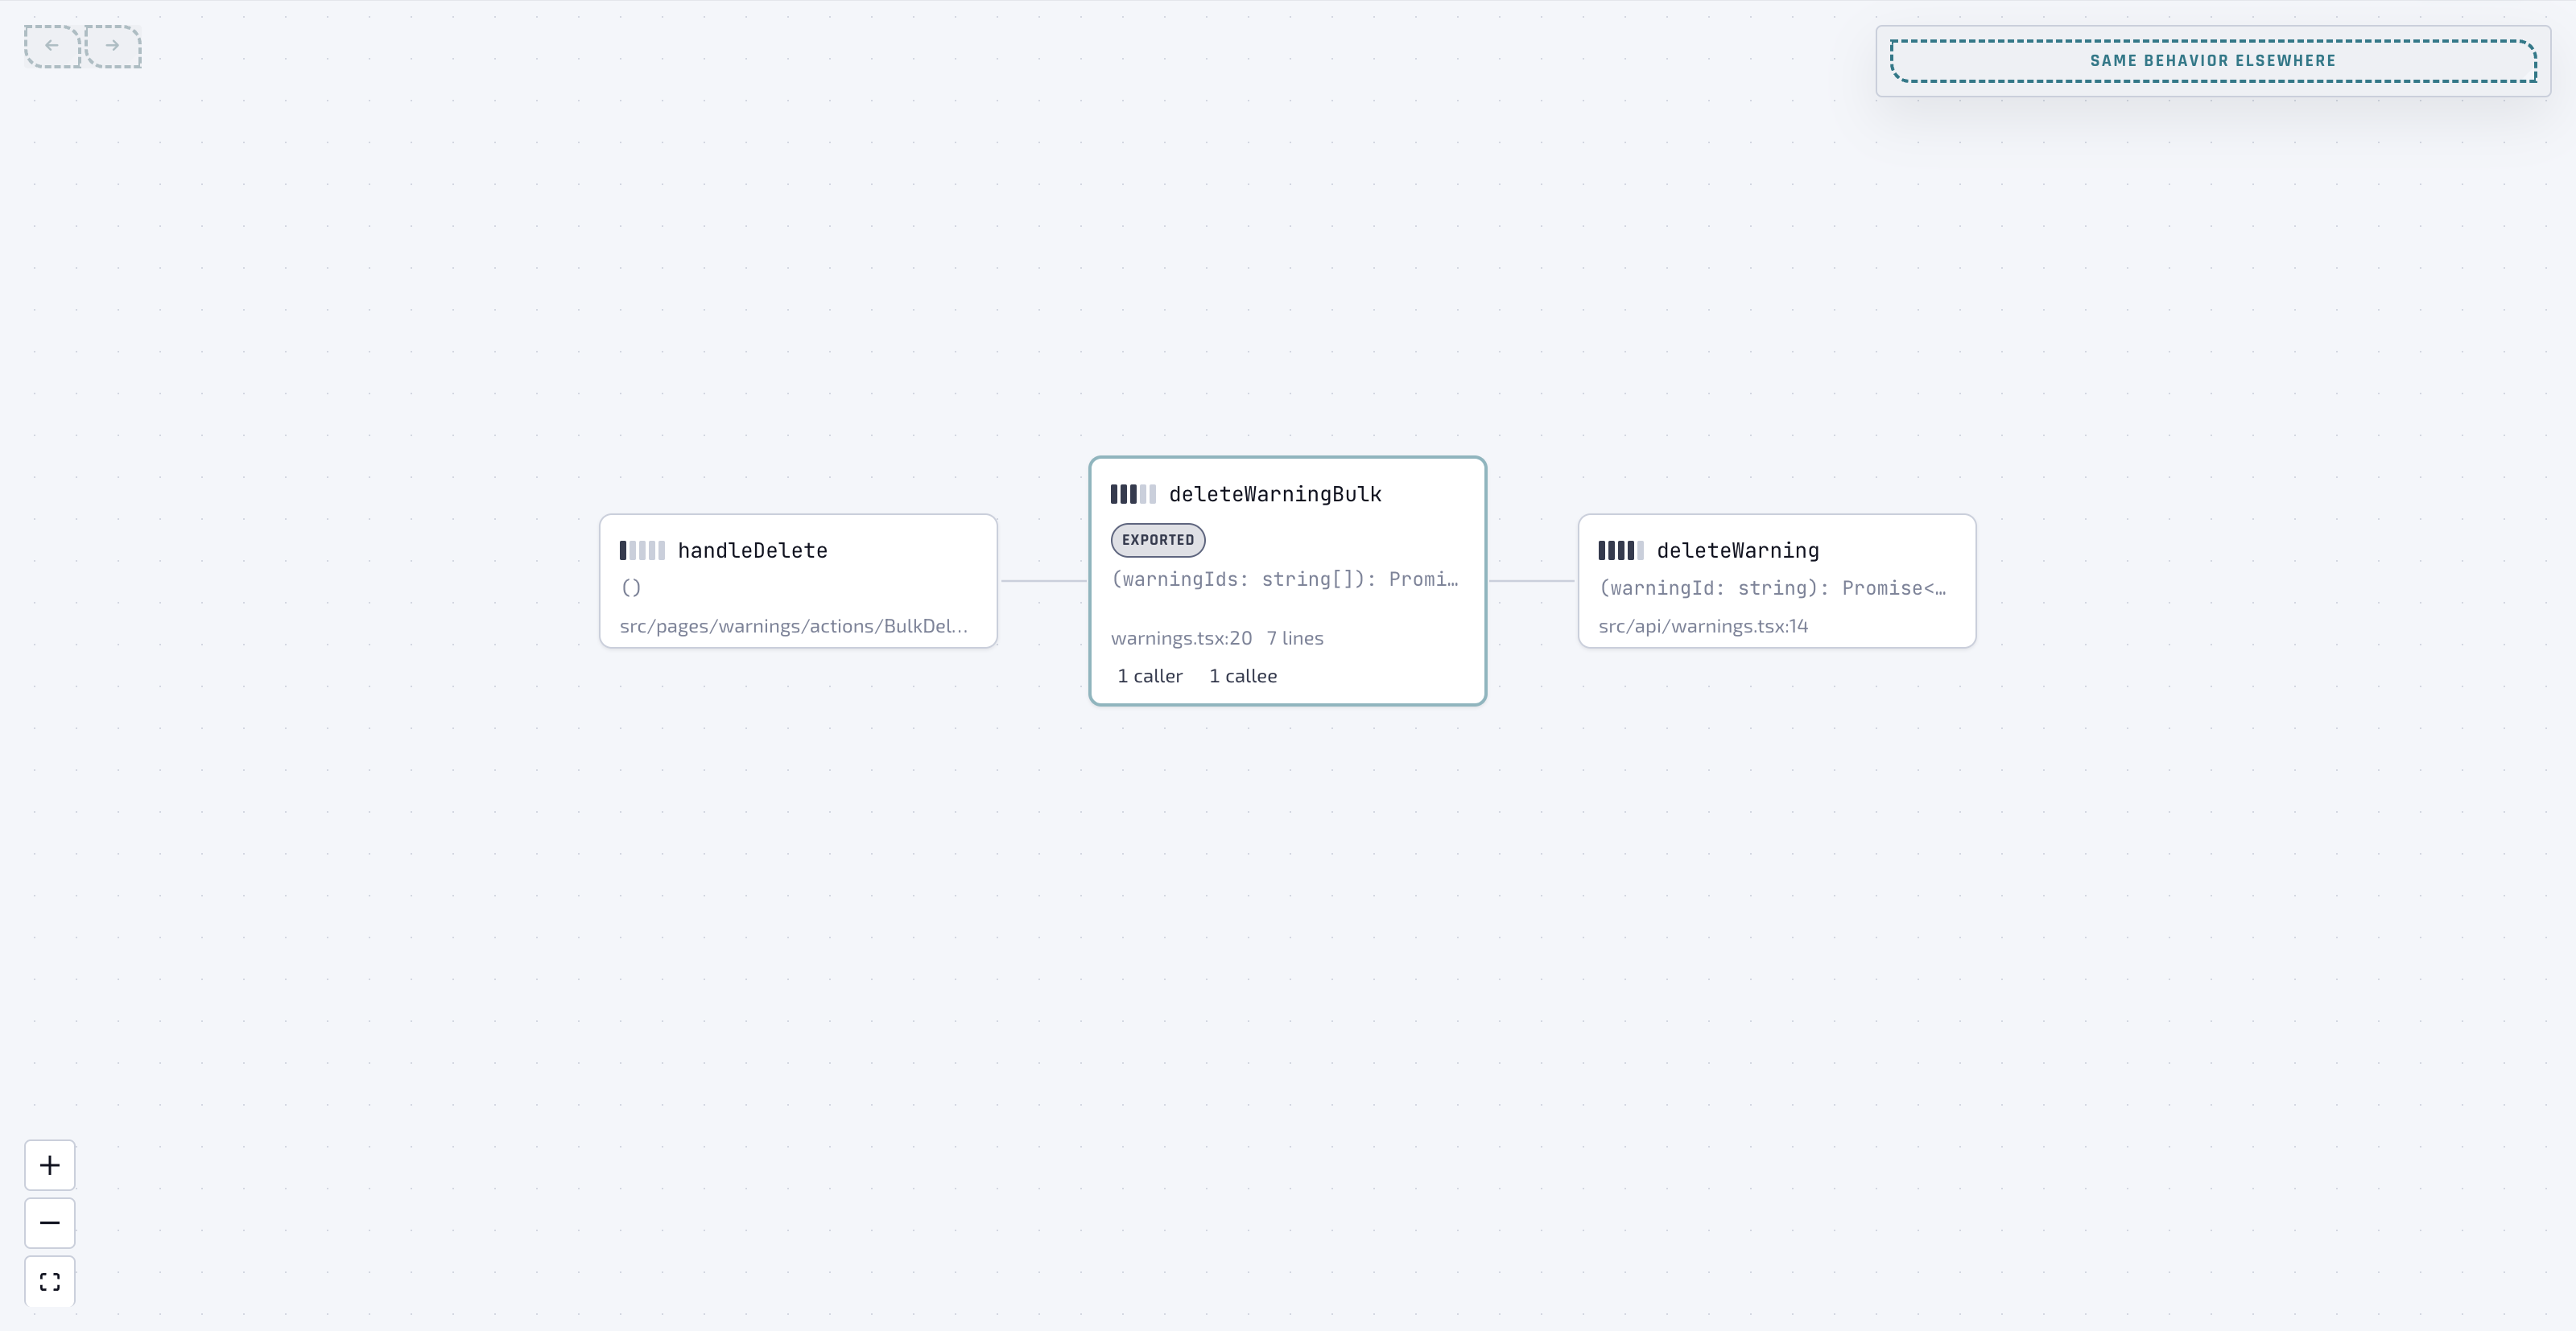 SAME BEHAVIOR ELSEWHERE
handleDelete
()
src/pages/warnings/actions/BulkDel…
deleteWarningBulk
EXPORTED
(warningIds: string[]): Promi…
warnings.tsx:20 7 lines
1 caller 1 callee
deleteWarning
(warningId: string): Promise<…
src/api/warnings.tsx:14